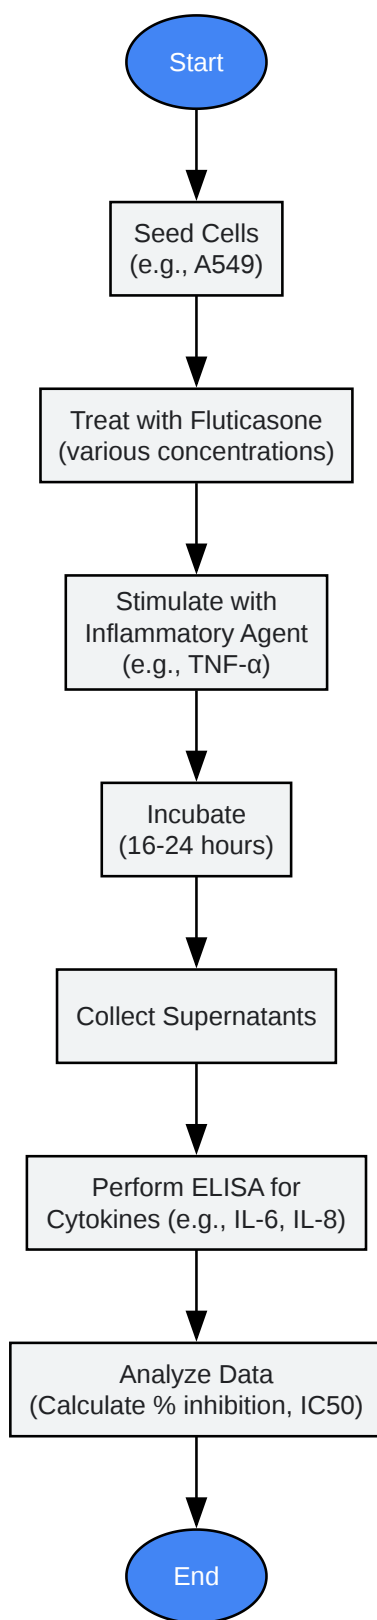 Start
Seed Cells
(e.g., A549)
Treat with Fluticasone
(various concentrations)
Stimulate with
Inflammatory Agent
(e.g., TNF-α)
Incubate
(16-24 hours)
Collect Supernatants
Perform ELISA for
Cytokines (e.g., IL-6, IL-8)
Analyze Data
(Calculate % inhibition, IC50)
End